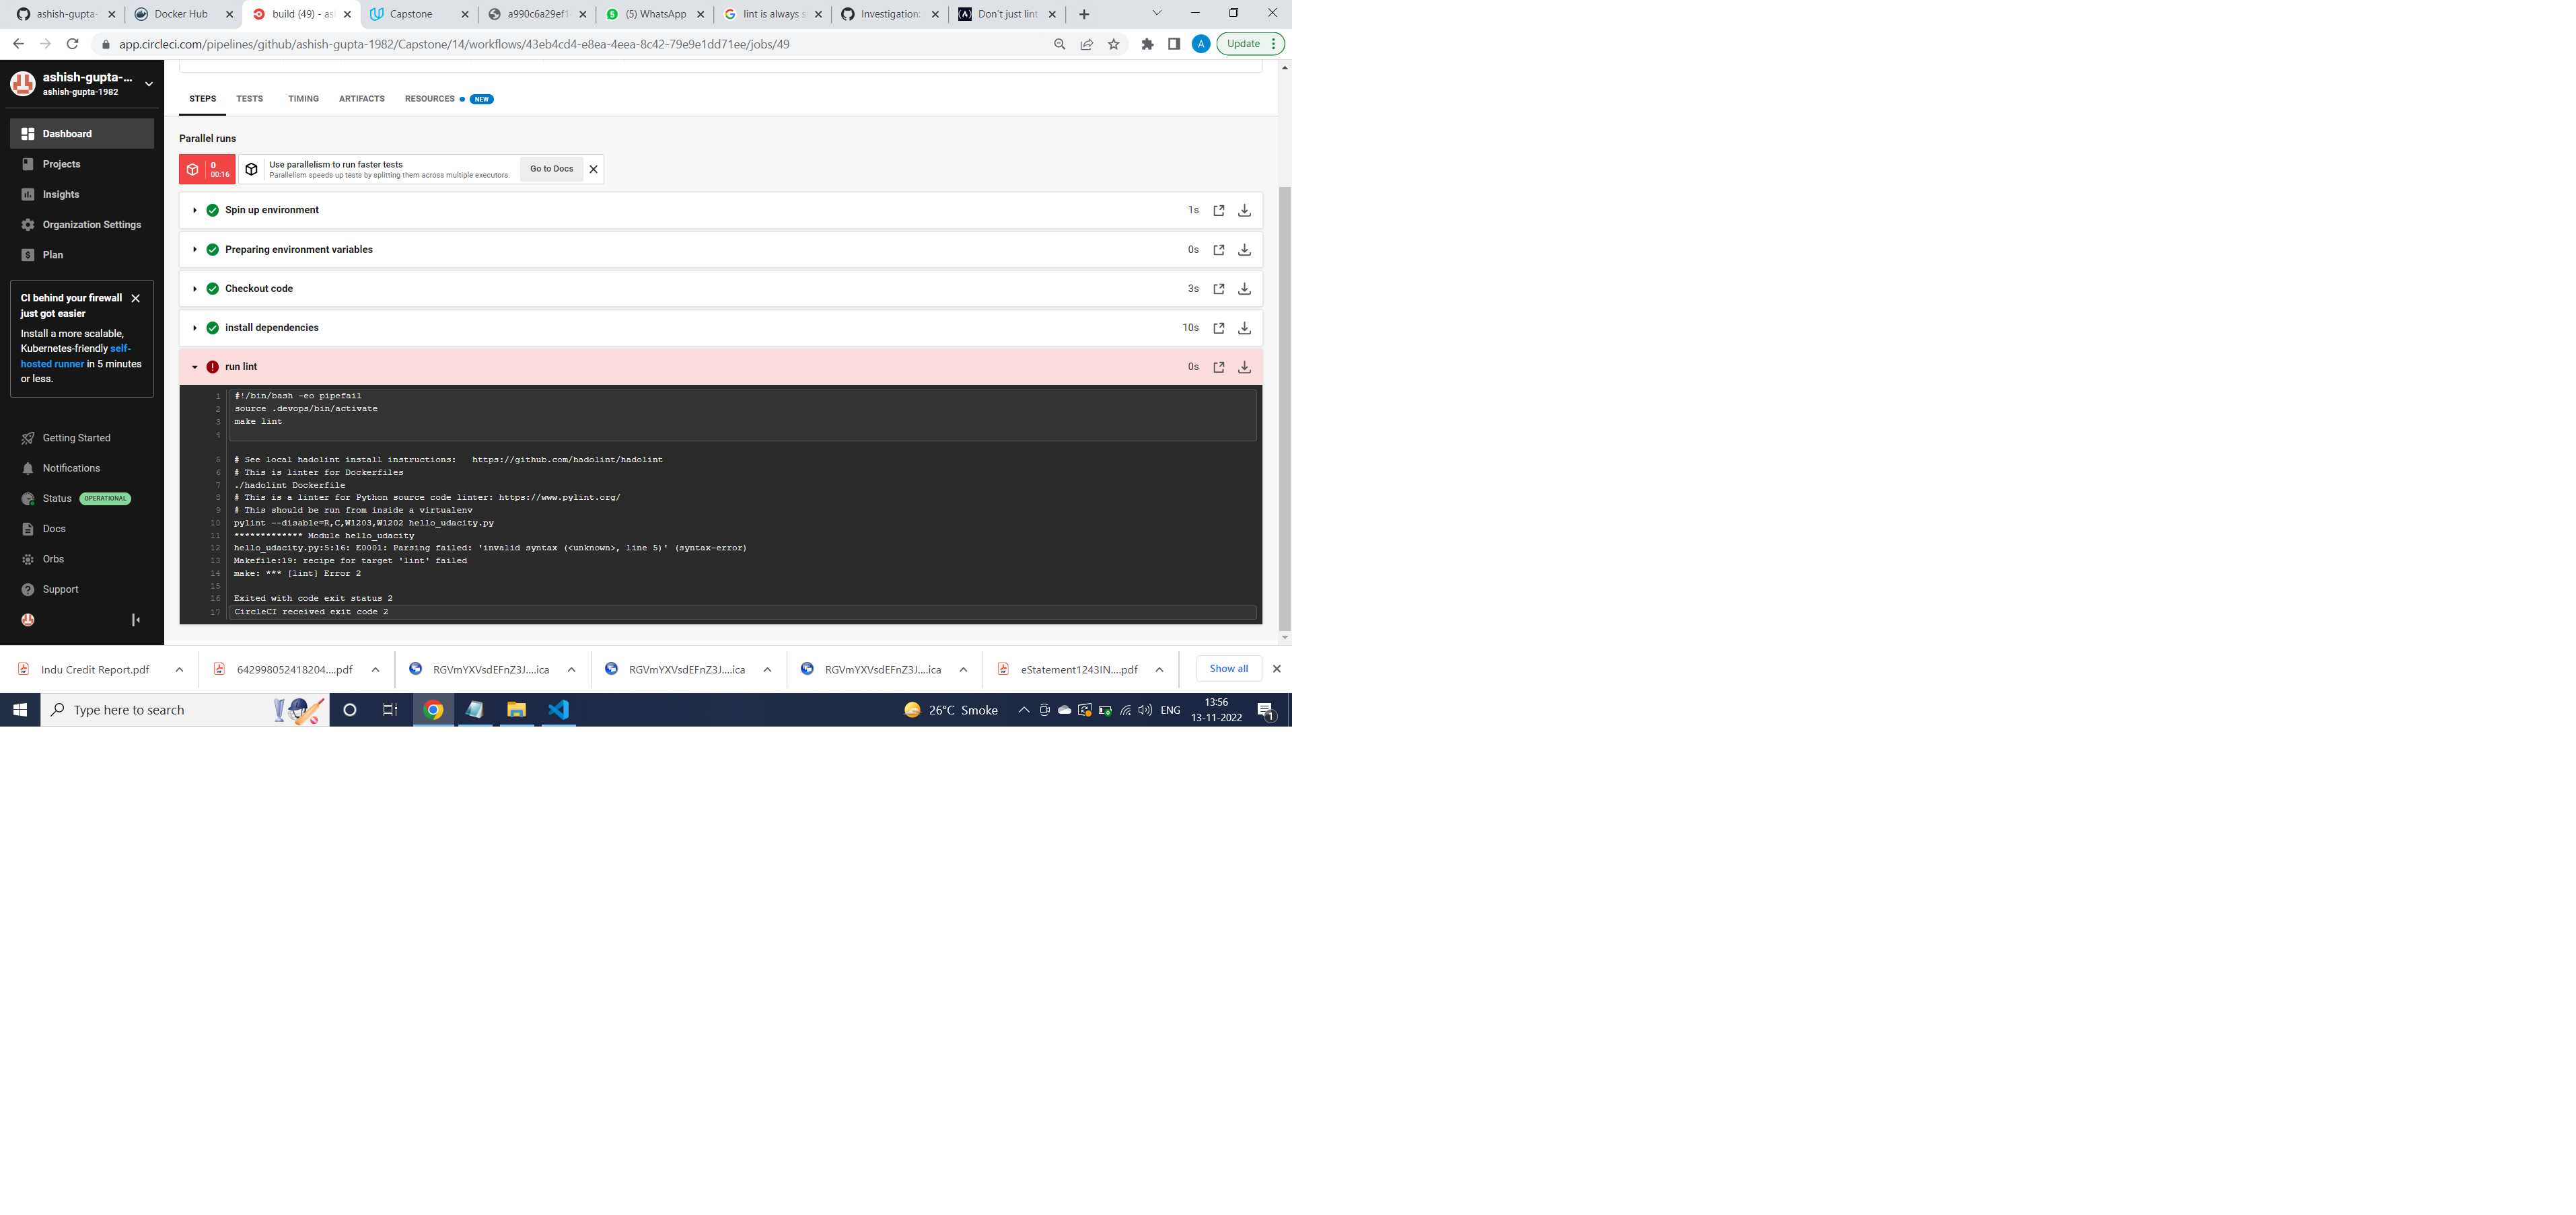 ashish-gupta-
Docker Hub
build (49) - as
Capstone
a990c6a29ef1
(5) WhatsApp
lint is always s
Investigation:
Don't just lint
app.circleci.com/pipelines/github/ashish-gupta-1982/Capstone/14/workflows/43eb4cd4-e8ea-4eea-8c42-79e9e1dd71ee/jobs/49
A
Update
ashish-gupta-...
ashish-gupta-1982
Dashboard
Projects
Insights
Organization Settings
Plan
CI behind your firewall
just got easier
Install a more scalable,
Kubernetes-friendly self-
hosted runner in 5 minutes
or less.
Getting Started
Notifications
Status OPERATIONAL
Docs
Orbs
Support
STEPS TESTS TIMING ARTIFACTS RESOURCES NEW
Parallel runs
0
00:16
Use parallelism to run faster tests
Parallelism speeds up tests by splitting them across multiple executors.
Go to Docs
Spin up environment 1s
Preparing environment variables 0s
Checkout code 3s
install dependencies 10s
run lint 0s
1 #!/bin/bash -eo pipefail
2 source .devops/bin/activate
3 make lint
4
5 # See local hadolint install instructions:   https://github.com/hadolint/hadolint
6 # This is linter for Dockerfiles
7 ./hadolint Dockerfile
8 # This is a linter for Python source code linter: https://www.pylint.org/
9 # This should be run from inside a virtualenv
10 pylint --disable=R,C,W1203,W1202 hello_udacity.py
11 ************* Module hello_udacity
12 hello_udacity.py:5:16: E0001: Parsing failed: 'invalid syntax (<unknown>, line 5)' (syntax-error)
13 Makefile:19: recipe for target 'lint' failed
14 make: *** [lint] Error 2
15
16 Exited with code exit status 2
17 CircleCI received exit code 2
Indu Credit Report.pdf
642998052418204....pdf
RGVmYXVsdEFnZ3J....ica
RGVmYXVsdEFnZ3J....ica
RGVmYXVsdEFnZ3J....ica
eStatement1243IN....pdf
Show all
Type here to search
26°C Smoke
ENG
13:56
13-11-2022
1